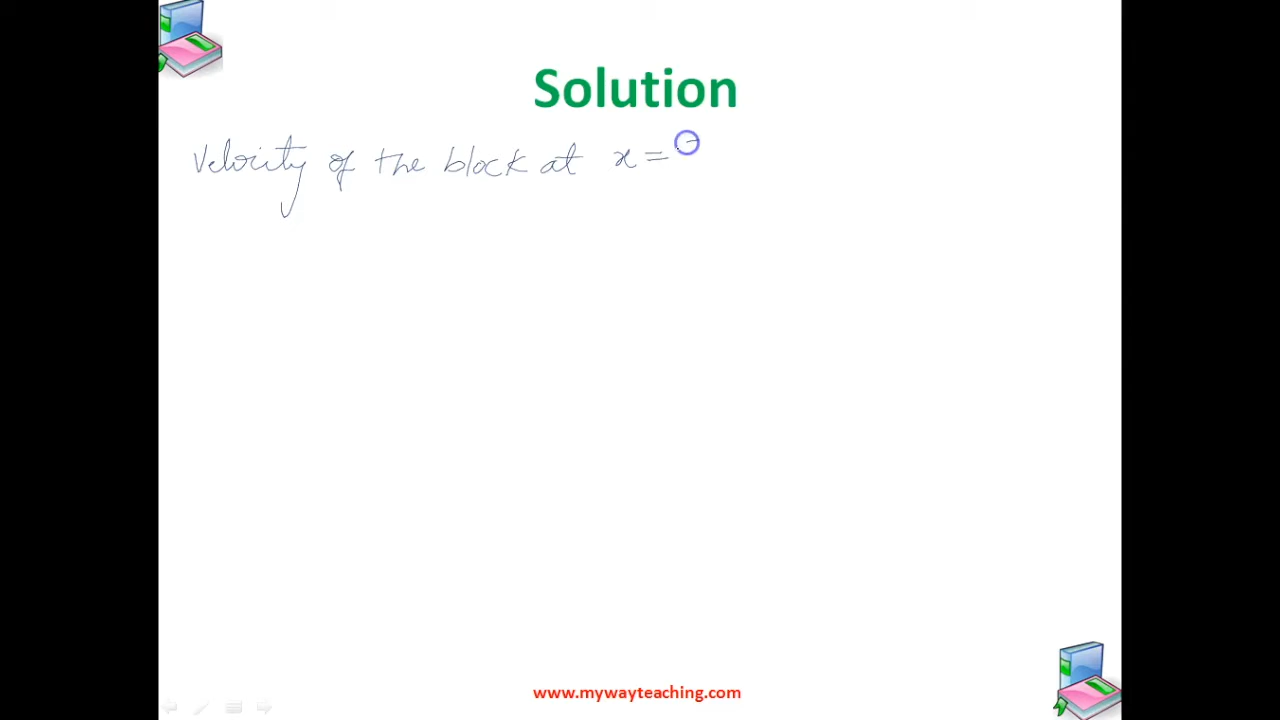 Solution
Velocity of the block at x =
www.mywayteaching.com